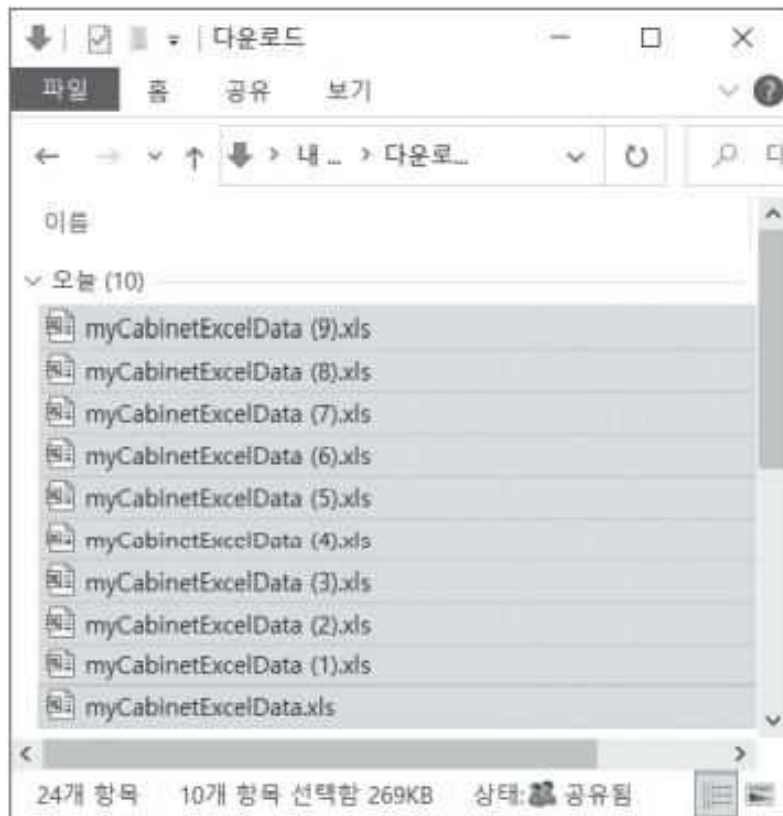 다운로드
파일 홈 공유 보기
내 ... 다운로...
이름
오늘 (10)
myCabinetExcelData (9).xls
myCabinetExcelData (8).xls
myCabinetExcelData (7).xls
myCabinetExcelData (6).xls
myCabinetExcelData (5).xls
myCabinetExcelData (4).xls
myCabinetExcelData (3).xls
myCabinetExcelData (2).xls
myCabinetExcelData (1).xls
myCabinetExcelData.xls
24개 항목 10개 항목 선택함 269KB 상태: 공유됨